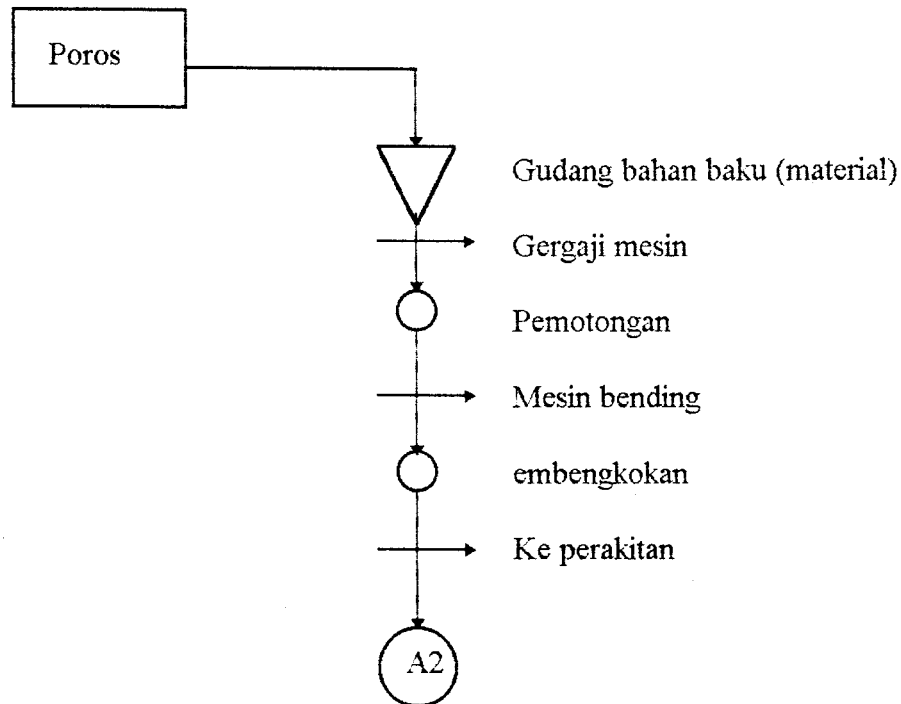 Poros
Gudang bahan baku (material)
Gergaji mesin
Pemotongan
Mesin bending
embengkokan
Ke perakitan
A2